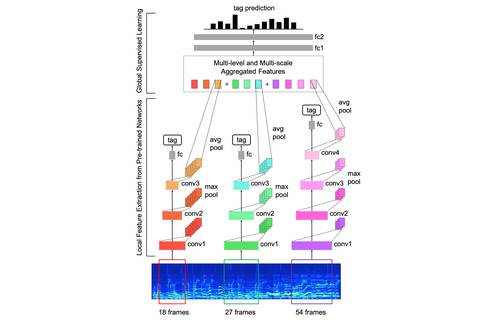 tag prediction
fc2
fc1
Global Supervised Learning
Multi-level and Multi-scale
Aggregated Features
+
+
Local Feature Extraction from Pre-trained Networks
tag
fc
avg
pool
conv3
max
pool
conv2
conv1
tag
fc
avg
pool
conv3
max
pool
conv2
conv1
tag
fc
avg
pool
conv4
conv3
max
pool
conv2
conv1
18 frames
27 frames
54 frames